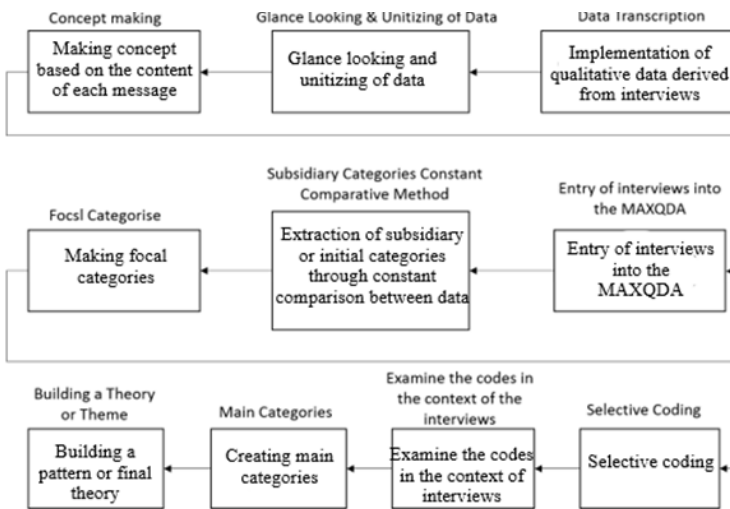 Concept making
Glance Looking & Unitizing of Data
Data Transcription
Making concept
based on the content
of each message
Glance looking and
unitizing of data
Implementation of
qualitative data derived
from interviews
Subsidiary Categories Constant
Comparative Method
Entry of interviews into
the MAXQDA
Focsl Categorise
Making focal
categories
Extraction of subsidiary
or initial categories
through constant
comparison between data
Entry of interviews
into the
MAXQDA
Building a Theory
or Theme
Main Categories
Examine the codes in
the context of the
interviews
Selective Coding
Building a
pattern or final
theory
Creating main
categories
Examine the codes
in the context of
interviews
Selective coding